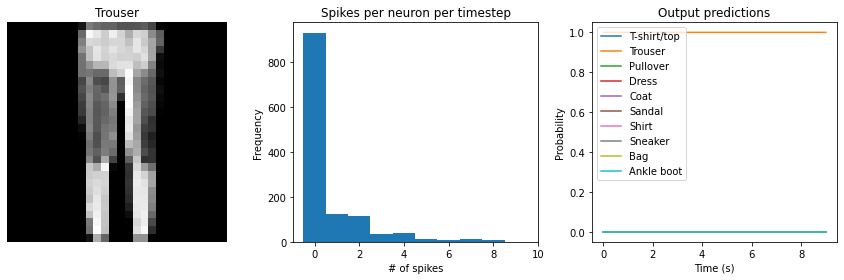 Trouser
Spikes per neuron per timestep
Frequency
800
600
400
200
0
0 2 4 6 8 10
# of spikes
Output predictions
Probability
1.0
0.8
0.6
0.4
0.2
0.0
T-shirt/top
Trouser
Pullover
Dress
Coat
Sandal
Shirt
Sneaker
Bag
Ankle boot
0 2 4 6 8
Time (s)